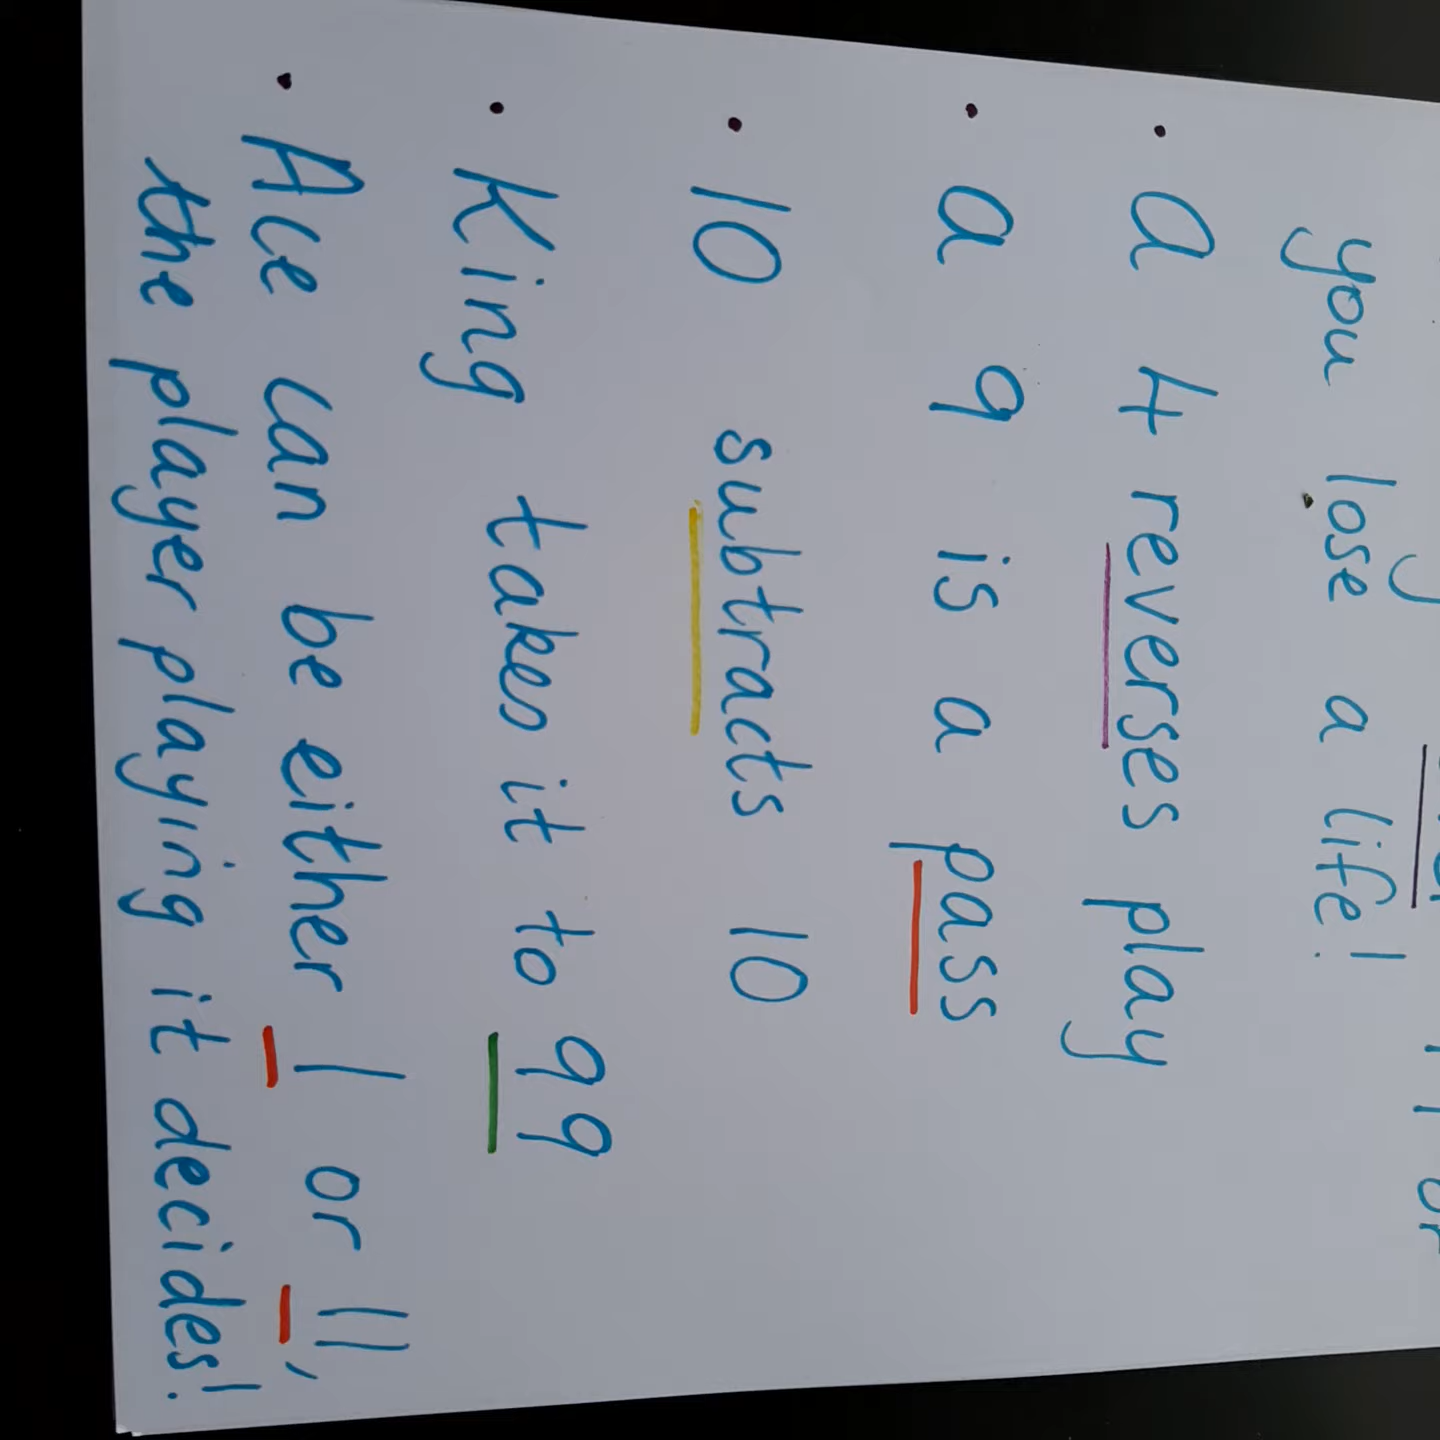 or
you lose a life!
• a 4 reverses play
• a 9 is a pass
• 10 subtracts 10
• King takes it to 99
• Ace can be either 1 or 11,
the player playing it decides!